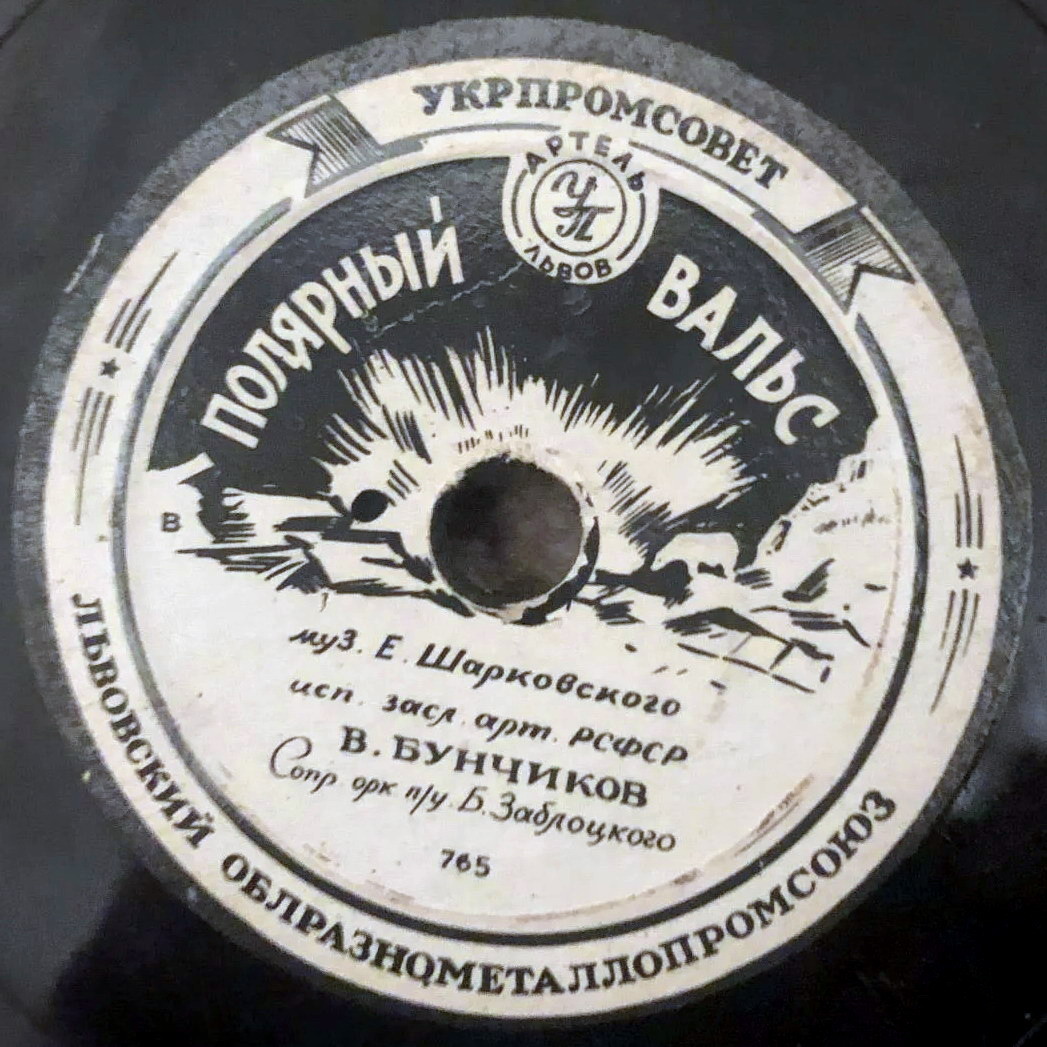 УКРПРОМСОВЕТ
АРТЕЛЬ
УП
ЛЬВОВ
ПОЛЯРНЫЙ ВАЛЬС
В
муз. Е. Шарковского
исп. засл. арт. РСФСР
В. БУНЧИКОВ
Сопр. орк п/у. Б. Заблоцкого
765
ЛЬВОВСКИЙ ОБЛРАЗНОМЕТАЛЛОПРОМСОЮЗ